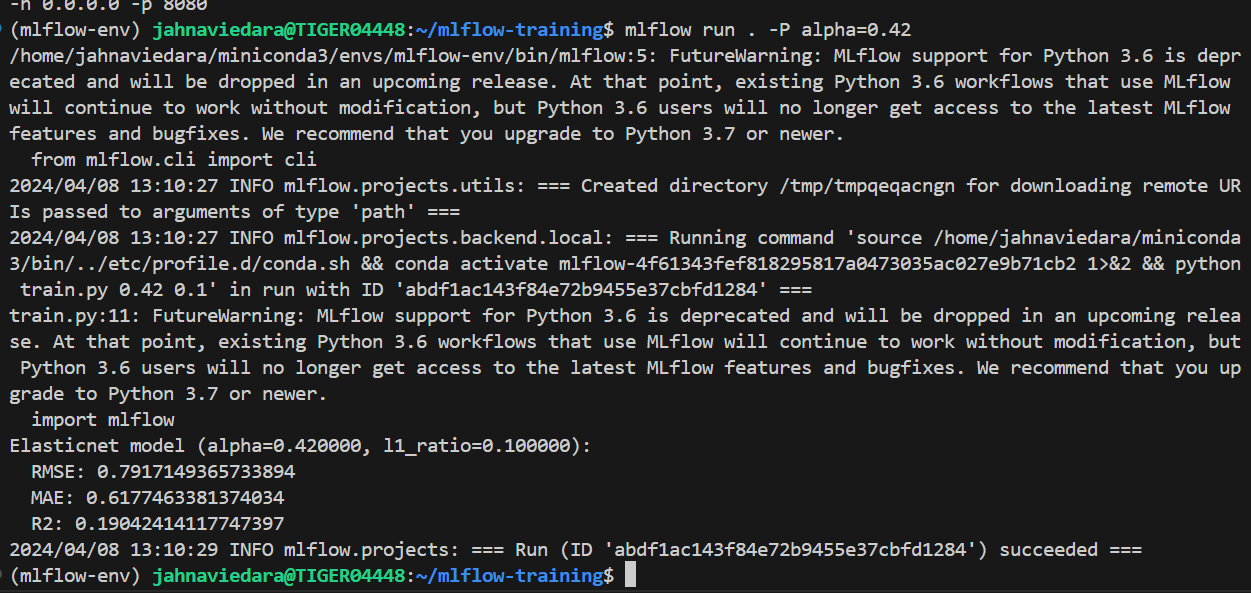 -h 0.0.0.0 -p 8080
(mlflow-env) jahnaviedara@TIGER04448:~/mlflow-training$ mlflow run . -P alpha=0.42
/home/jahnaviedara/miniconda3/envs/mlflow-env/bin/mlflow:5: FutureWarning: MLflow support for Python 3.6 is depr
ecated and will be dropped in an upcoming release. At that point, existing Python 3.6 workflows that use MLflow
will continue to work without modification, but Python 3.6 users will no longer get access to the latest MLflow
features and bugfixes. We recommend that you upgrade to Python 3.7 or newer.
  from mlflow.cli import cli
2024/04/08 13:10:27 INFO mlflow.projects.utils: === Created directory /tmp/tmpqeqacngn for downloading remote UR
Is passed to arguments of type 'path' ===
2024/04/08 13:10:27 INFO mlflow.projects.backend.local: === Running command 'source /home/jahnaviedara/miniconda
3/bin/../etc/profile.d/conda.sh && conda activate mlflow-4f61343fef818295817a0473035ac027e9b71cb2 1>&2 && python
 train.py 0.42 0.1' in run with ID 'abdf1ac143f84e72b9455e37cbfd1284' ===
train.py:11: FutureWarning: MLflow support for Python 3.6 is deprecated and will be dropped in an upcoming relea
se. At that point, existing Python 3.6 workflows that use MLflow will continue to work without modification, but
 Python 3.6 users will no longer get access to the latest MLflow features and bugfixes. We recommend that you up
grade to Python 3.7 or newer.
  import mlflow
Elasticnet model (alpha=0.420000, l1_ratio=0.100000):
  RMSE: 0.7917149365733894
  MAE: 0.6177463381374034
  R2: 0.19042414117747397
2024/04/08 13:10:29 INFO mlflow.projects: === Run (ID 'abdf1ac143f84e72b9455e37cbfd1284') succeeded ===
(mlflow-env) jahnaviedara@TIGER04448:~/mlflow-training$